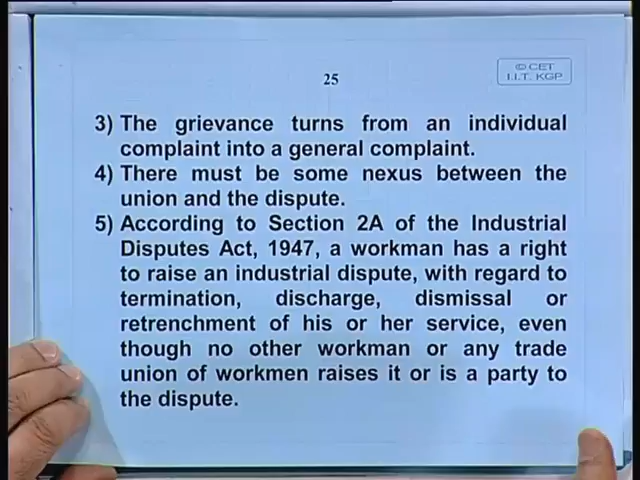 © CET
I.I.T. KGP
25
3) The grievance turns from an individual
complaint into a general complaint.
4) There must be some nexus between the
union and the dispute.
5) According to Section 2A of the Industrial
Disputes Act, 1947, a workman has a right
to raise an industrial dispute, with regard to
termination, discharge, dismissal or
retrenchment of his or her service, even
though no other workman or any trade
union of workmen raises it or is a party to
the dispute.